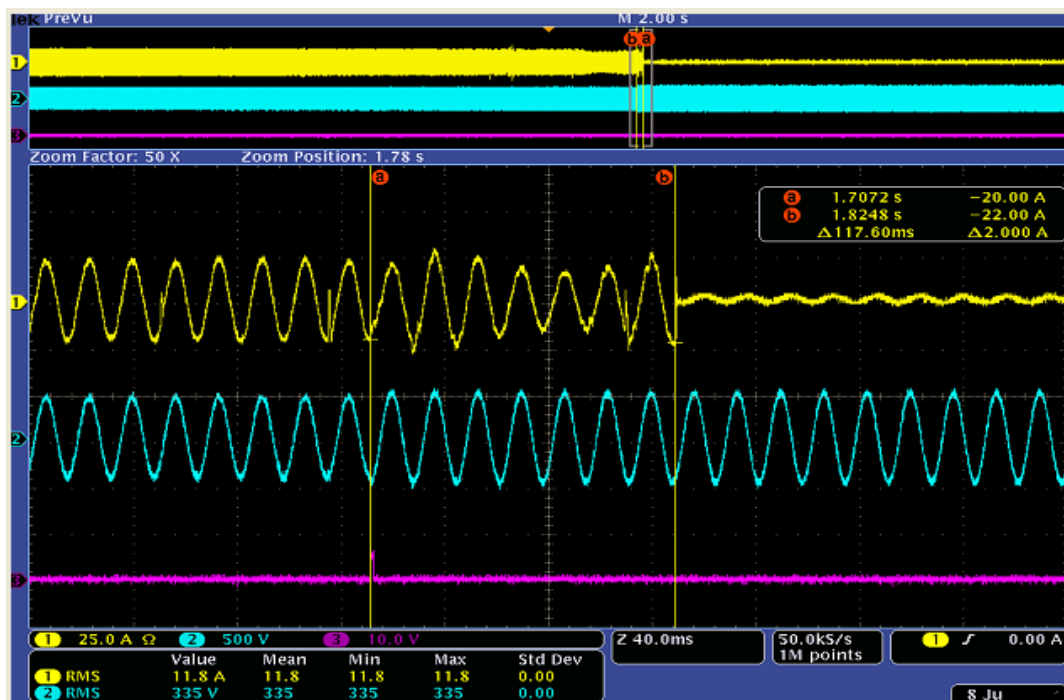 Tek PreVu M 2.00 s
b a
1
2
3
Zoom Factor: 50 X Zoom Position: 1.78 s
a b
a 1.7072 s -20.00 A
b 1.8248 s -22.00 A
Δ117.60ms Δ2.000 A
1
2
3
1 25.0 A Ω 2 500 V 3 10.0 V
Z 40.0ms
50.0kS/s
1M points
1 0.00 A
Value Mean Min Max Std Dev
1 RMS 11.8 A 11.8 11.8 11.8 0.00
2 RMS 335 V 335 335 335 0.00
8 Ju